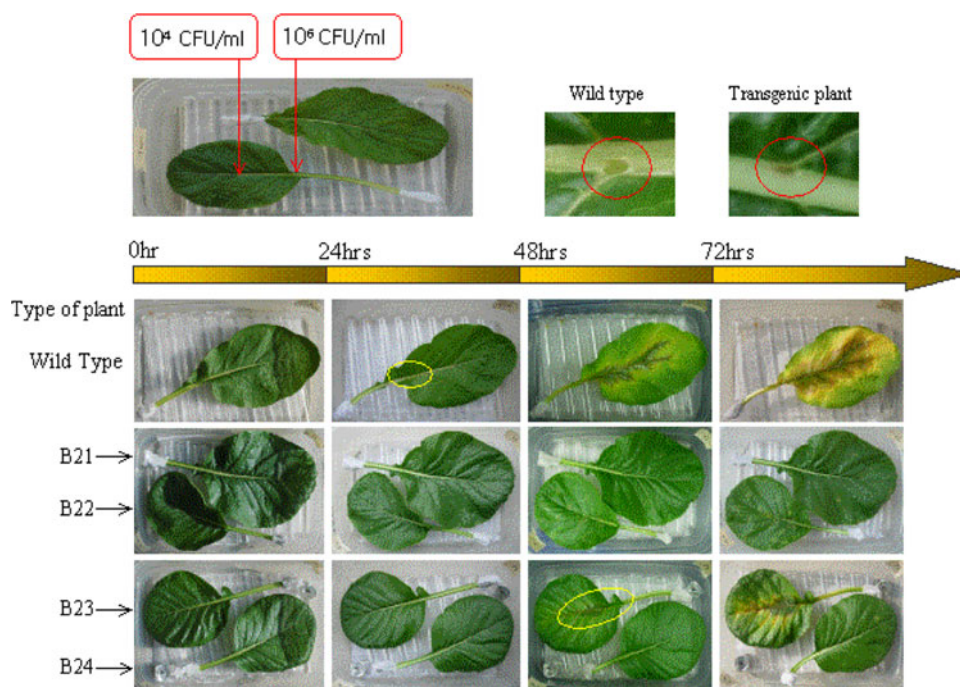 10⁴ CFU/ml
10⁶ CFU/ml
Wild type
Transgenic plant
0hr
24hrs
48hrs
72hrs
Type of plant
Wild Type
B21
B22
B23
B24